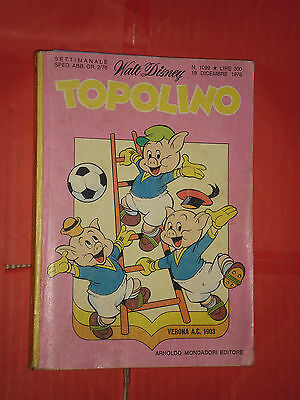 SETTIMANALE
SPED. ABB. GR. 2/70
Walt Disney
N. 1099 ★ LIRE 300
19 DICEMBRE 1976
TOPOLINO
VERONA A.C. 1903
ARNOLDO MONDADORI EDITORE